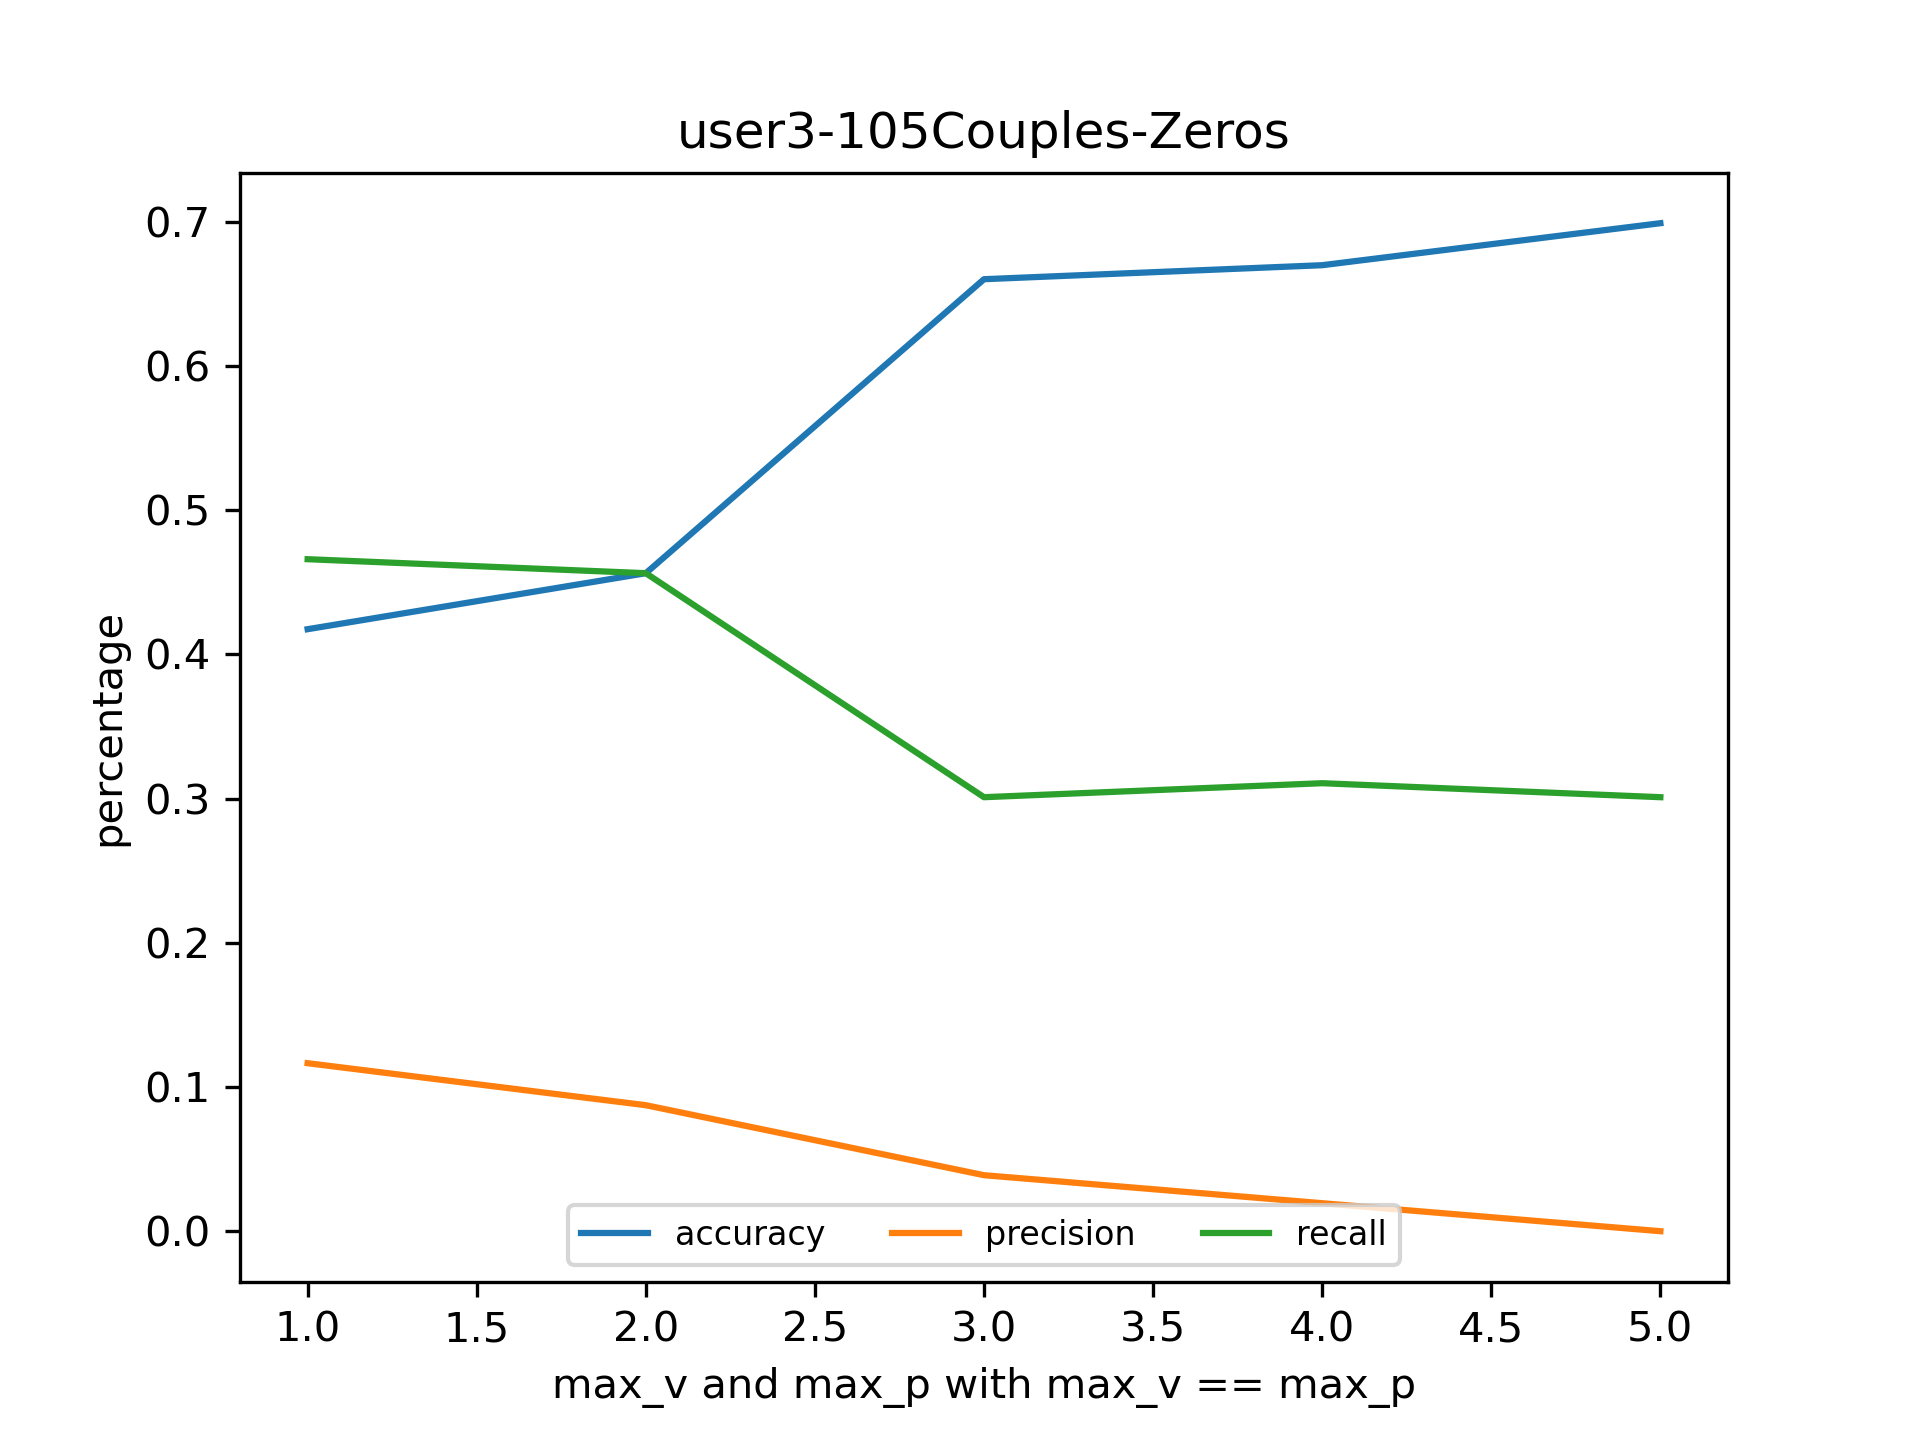 user3-105Couples-Zeros
0.7
0.6
0.5
0.4
0.3
0.2
0.1
0.0
percentage
accuracy precision recall
1.0 1.5 2.0 2.5 3.0 3.5 4.0 4.5 5.0
max_v and max_p with max_v == max_p